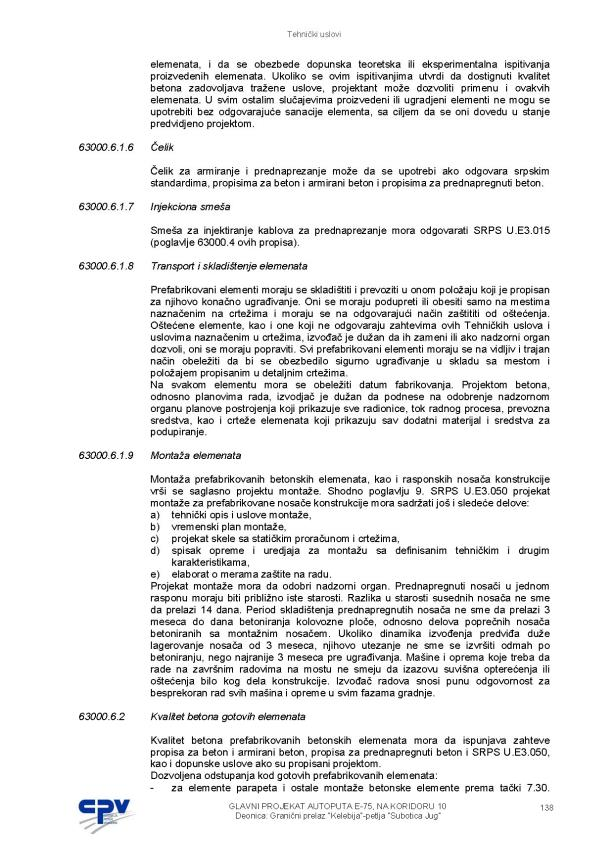 Tehnički uslovi
elemenata, i da se obezbede dopunska teoretska ili eksperimentalna ispitivanja
proizvedenih elemenata. Ukoliko se ovim ispitivanjima utvrdi da dostignuti kvalitet
betona zadovoljava tražene uslove, projektant može dozvoliti primenu i ovakvih
elemenata. U svim ostalim slučajevima proizvedeni ili ugradjeni elementi ne mogu se
upotrebiti bez odgovarajuće sanacije elementa, sa ciljem da se oni dovedu u stanje
predvidjeno projektom.
63000.6.1.6 Čelik
Čelik za armiranje i prednaprezanje može da se upotrebi ako odgovara srpskim
standardima, propisima za beton i armirani beton i propisima za prednapregnuti beton.
63000.6.1.7 Injekciona smeša
Smeša za injektiranje kablova za prednaprezanje mora odgovarati SRPS U.E3.015
(poglavlje 63000.4 ovih propisa).
63000.6.1.8 Transport i skladištenje elemenata
Prefabrikovani elementi moraju se skladištiti i prevoziti u onom položaju koji je propisan
za njihovo konačno ugrađivanje. Oni se moraju podupreti ili obesiti samo na mestima
naznačenim na crtežima i moraju se na odgovarajući način zaštititi od oštećenja.
Oštećene elemente, kao i one koji ne odgovaraju zahtevima ovih Tehničkih uslova i
uslovima naznačenim u crtežima, izvođač je dužan da ih zameni ili ako nadzorni organ
dozvoli, oni se moraju popraviti. Svi prefabrikovani elementi moraju se na vidljiv i trajan
način obeležiti da bi se obezbedilo sigurno ugrađivanje u skladu sa mestom i
položajem propisanim u detaljnim crtežima.
Na svakom elementu mora se obeležiti datum fabrikovanja. Projektom betona,
odnosno planovima rada, izvodjač je dužan da podnese na odobrenje nadzornom
organu planove postrojenja koji prikazuje sve radionice, tok radnog procesa, prevozna
sredstva, kao i crteže elemenata koji prikazuju sav dodatni materijal i sredstva za
podupiranje.
63000.6.1.9 Montaža elemenata
Montaža prefabrikovanih betonskih elemenata, kao i rasponskih nosača konstrukcije
vrši se saglasno projektu montaže. Shodno poglavlju 9. SRPS U.E3.050 projekat
montaže za prefabrikovane nosače konstrukcije mora sadržati još i sledeće delove:
a) tehnički opis i uslove montaže,
b) vremenski plan montaže,
c) projekat skele sa statičkim proračunom i crtežima,
d) spisak opreme i uredjaja za montažu sa definisanim tehničkim i drugim
karakteristikama,
e) elaborat o merama zaštite na radu.
Projekat montaže mora da odobri nadzorni organ. Prednapregnuti nosači u jednom
rasponu moraju biti približno iste starosti. Razlika u starosti susednih nosača ne sme
da prelazi 14 dana. Period skladištenja prednapregnutih nosača ne sme da prelazi 3
meseca do dana betoniranja kolovozne ploče, odnosno delova poprečnih nosača
betoniranih sa montažnim nosačem. Ukoliko dinamika izvođenja predviđa duže
lagerovanje nosača od 3 meseca, njihovo utezanje ne sme se izvršiti odmah po
betoniranju, nego najranije 3 meseca pre ugrađivanja. Mašine i oprema koje treba da
rade na završnim radovima na mostu ne smeju da izazovu suvišna opterećenja ili
oštećenja bilo kog dela konstrukcije. Izvođač radova snosi punu odgovornost za
besprekoran rad svih mašina i opreme u svim fazama gradnje.
63000.6.2 Kvalitet betona gotovih elemenata
Kvalitet betona prefabrikovanih betonskih elemenata mora da ispunjava zahteve
propisa za beton i armirani beton, propisa za prednapregnuti beton i SRPS U.E3.050,
kao i dopunske uslove ako su propisani projektom.
Dozvoljena odstupanja kod gotovih prefabrikovanih elemenata:
- za elemente parapeta i ostale montažne betonske elemente prema tački 7.30.
CPV
GLAVNI PROJEKAT AUTOPUTA E-75, NA KORIDORU 10
Deonica: Granični prelaz "Kelebija"-petlja "Subotica Jug"
138